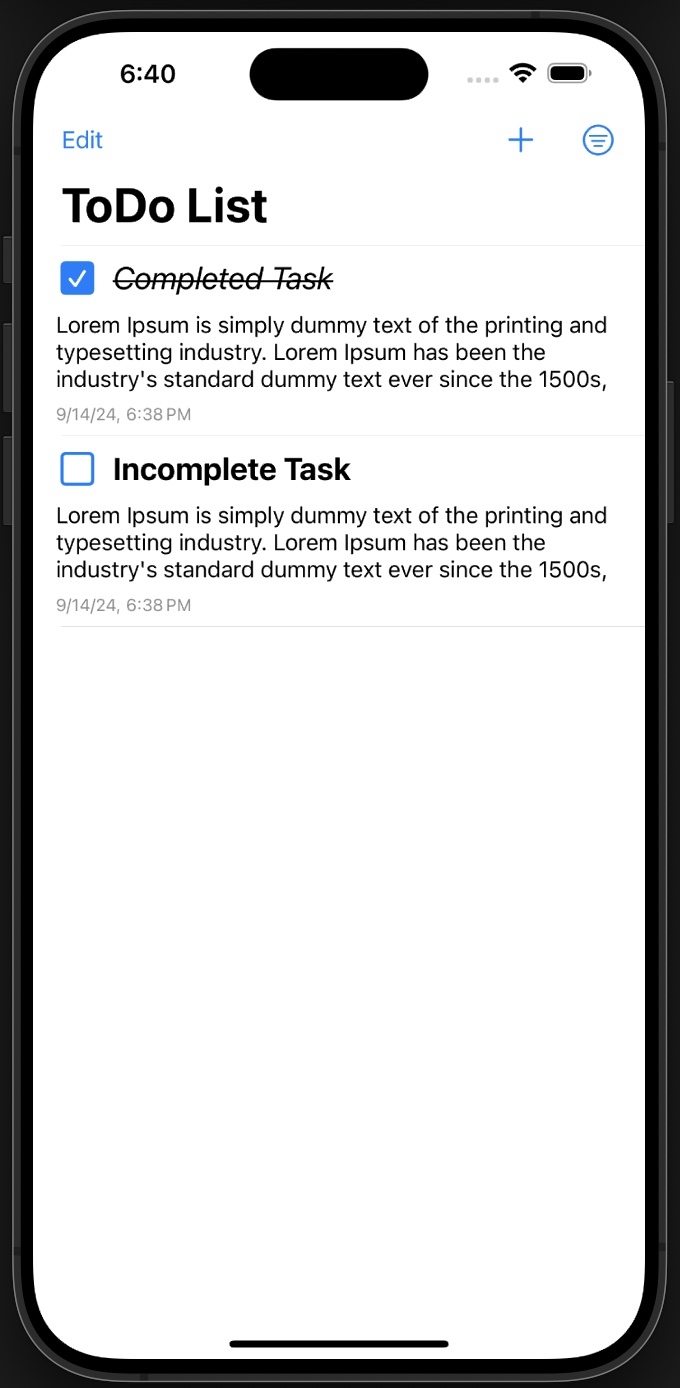 6:40
Edit
ToDo List
Completed Task
Lorem Ipsum is simply dummy text of the printing and
typesetting industry. Lorem Ipsum has been the
industry's standard dummy text ever since the 1500s,
9/14/24, 6:38 PM
Incomplete Task
Lorem Ipsum is simply dummy text of the printing and
typesetting industry. Lorem Ipsum has been the
industry's standard dummy text ever since the 1500s,
9/14/24, 6:38 PM